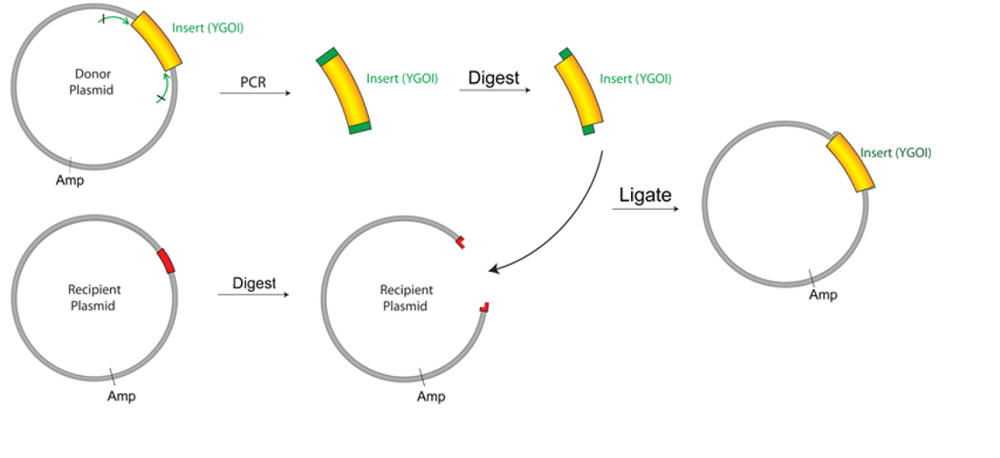 Insert (YGOI)
Donor
Plasmid
Amp
PCR
Insert (YGOI)
Digest
Insert (YGOI)
Recipient
Plasmid
Amp
Digest
Recipient
Plasmid
Amp
Ligate
Insert (YGOI)
Amp